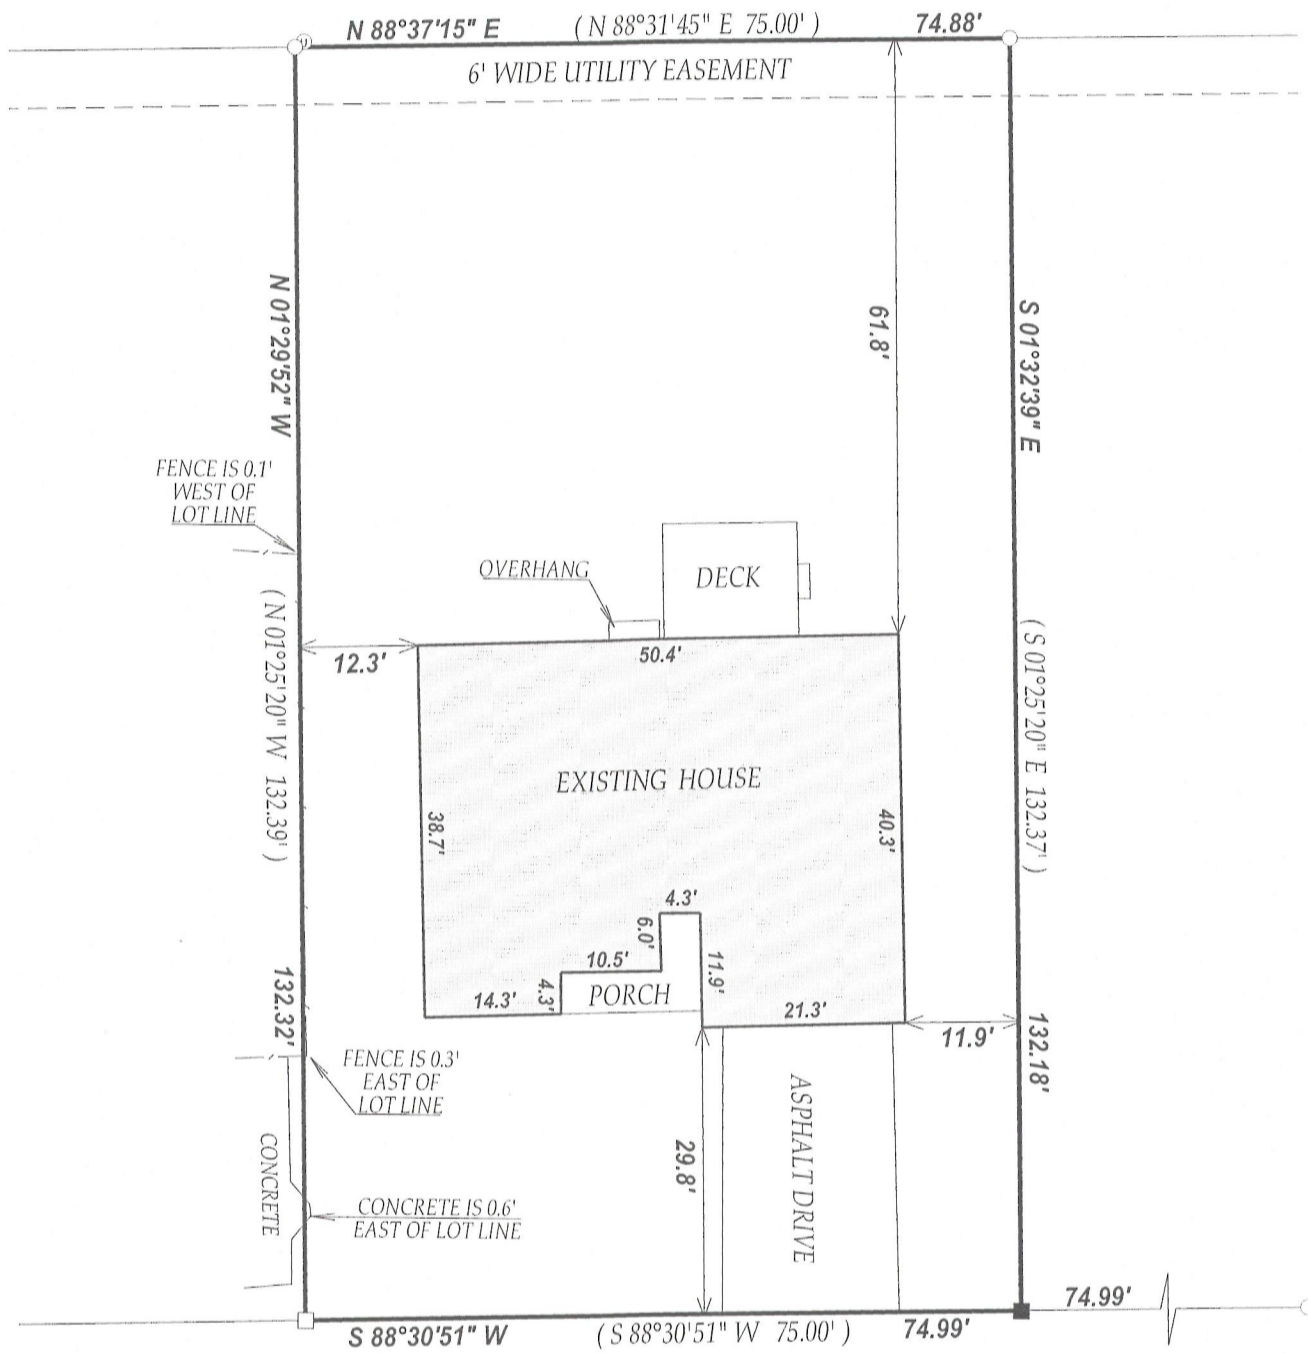 N 88°37'15" E ( N 88°31'45" E 75.00' ) 74.88'
6' WIDE UTILITY EASEMENT
61.8'
N 01°29'52" W
S 01°32'39" E
FENCE IS 0.1'
WEST OF
LOT LINE
OVERHANG
DECK
( N 01°25'20" W 132.39' )
( S 01°25'20" E 132.37' )
12.3'
50.4'
EXISTING HOUSE
38.7'
40.3'
4.3'
6.0'
10.5'
11.9'
14.3'
4.3'
PORCH
21.3'
132.32'
11.9'
132.18'
FENCE IS 0.3'
EAST OF
LOT LINE
CONCRETE
ASPHALT DRIVE
29.8'
CONCRETE IS 0.6'
EAST OF LOT LINE
74.99'
S 88°30'51" W ( S 88°30'51" W 75.00' ) 74.99'